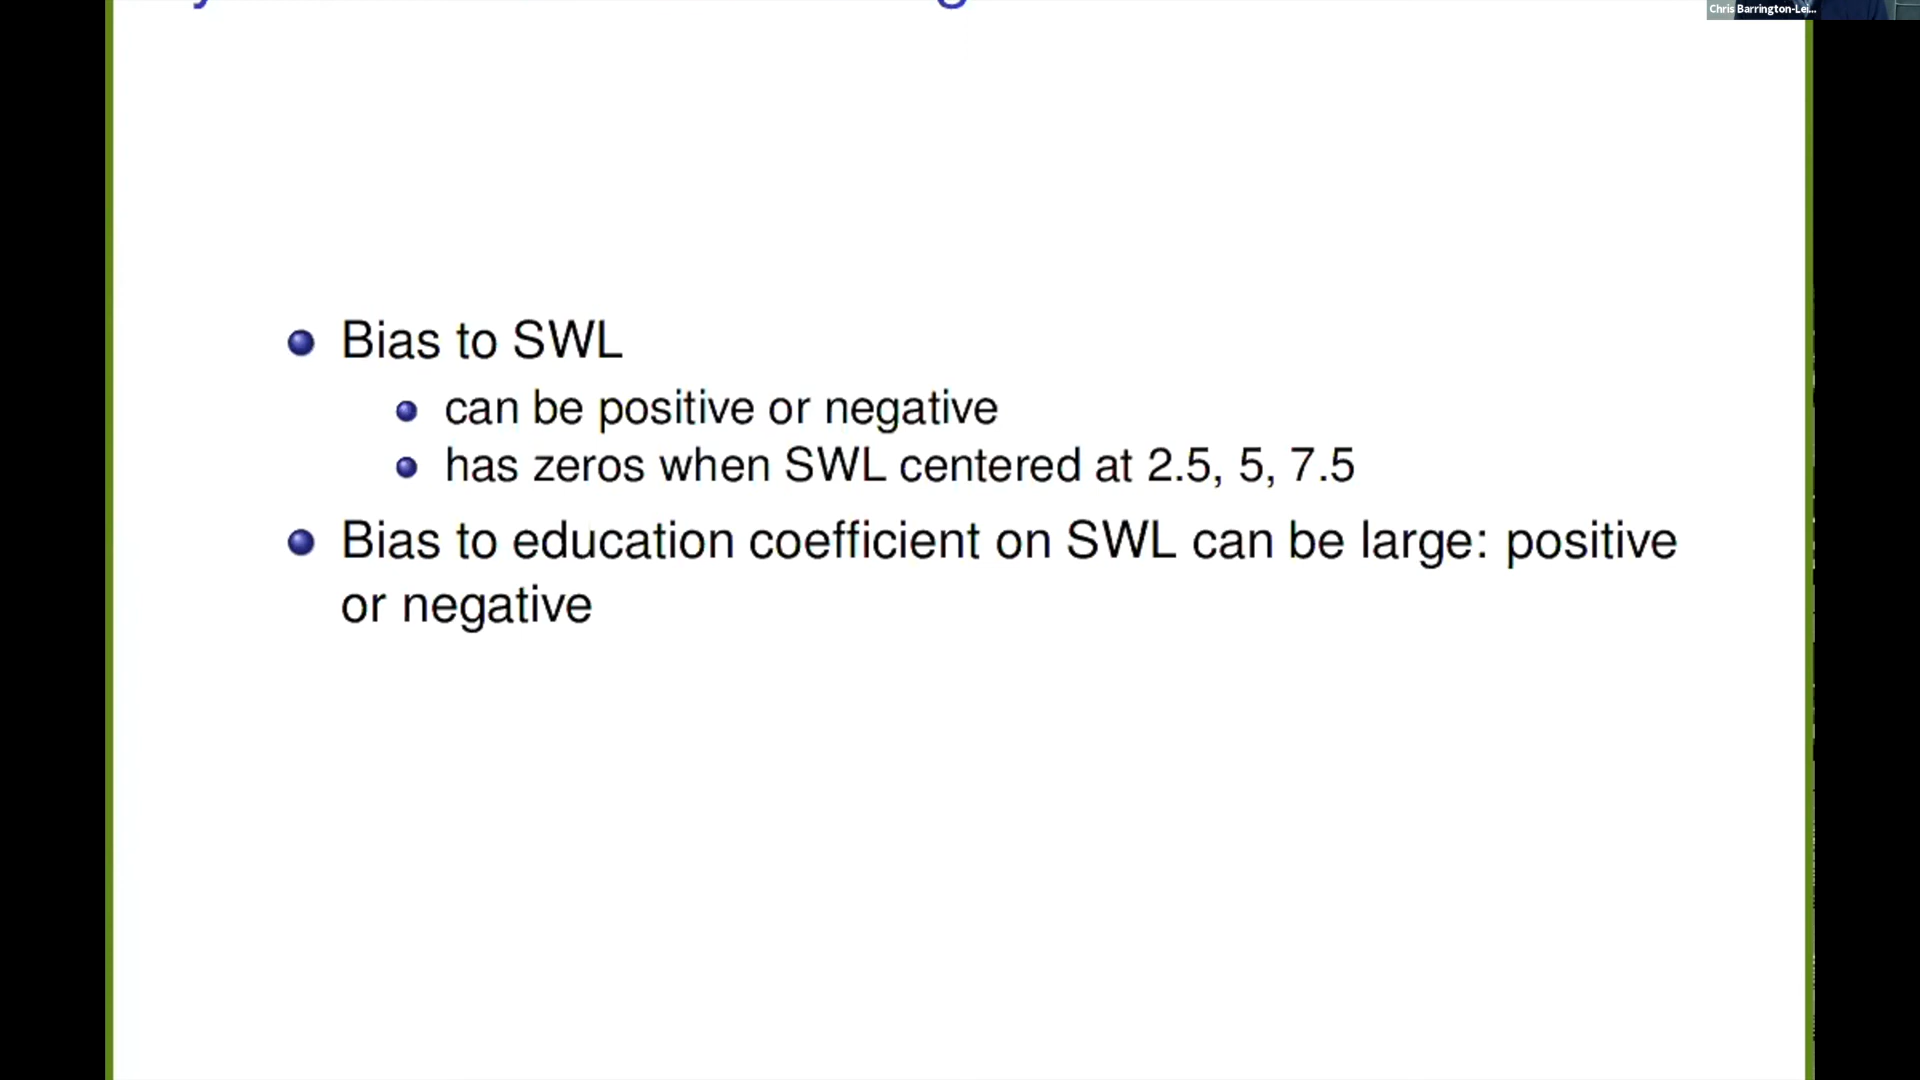 Chris Barrington-Lei...
Bias to SWL
can be positive or negative
has zeros when SWL centered at 2.5, 5, 7.5
Bias to education coefficient on SWL can be large: positive
or negative